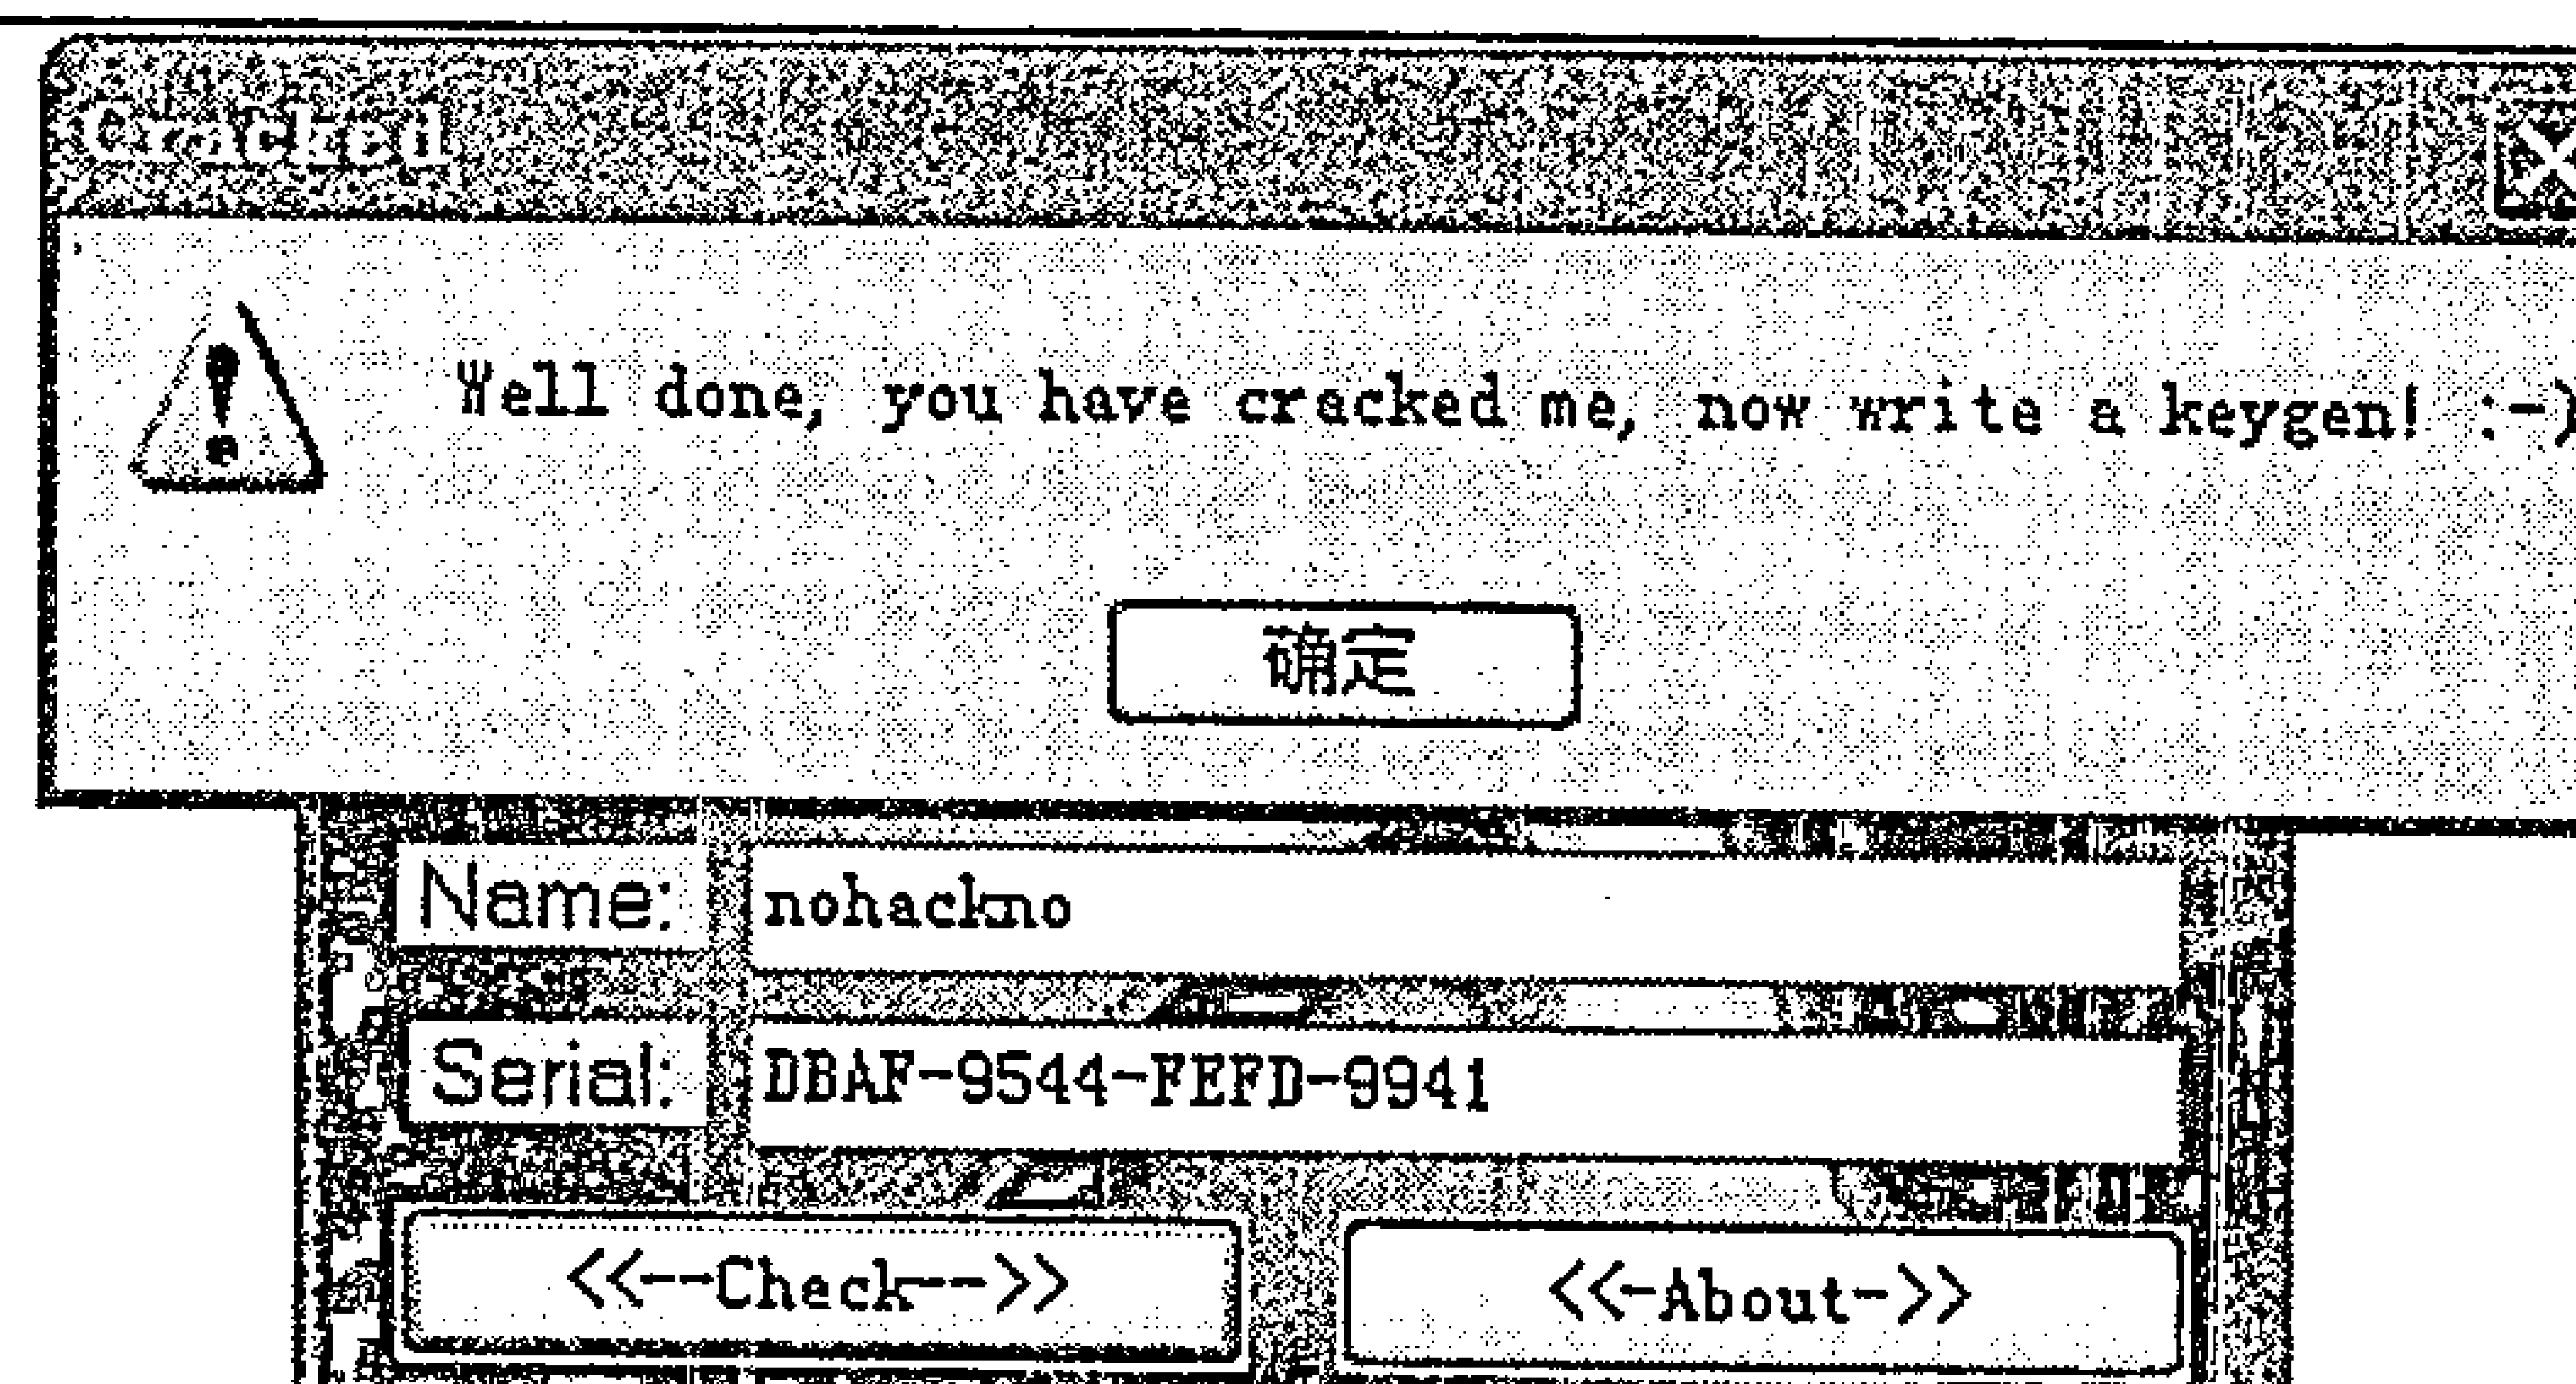 Cracked
Well done, you have cracked me, now write a keygen! :-)
确定
Name: nohackno
Serial: DBAF-9544-FEFD-9941
<<--Check-->>
<<-About->>